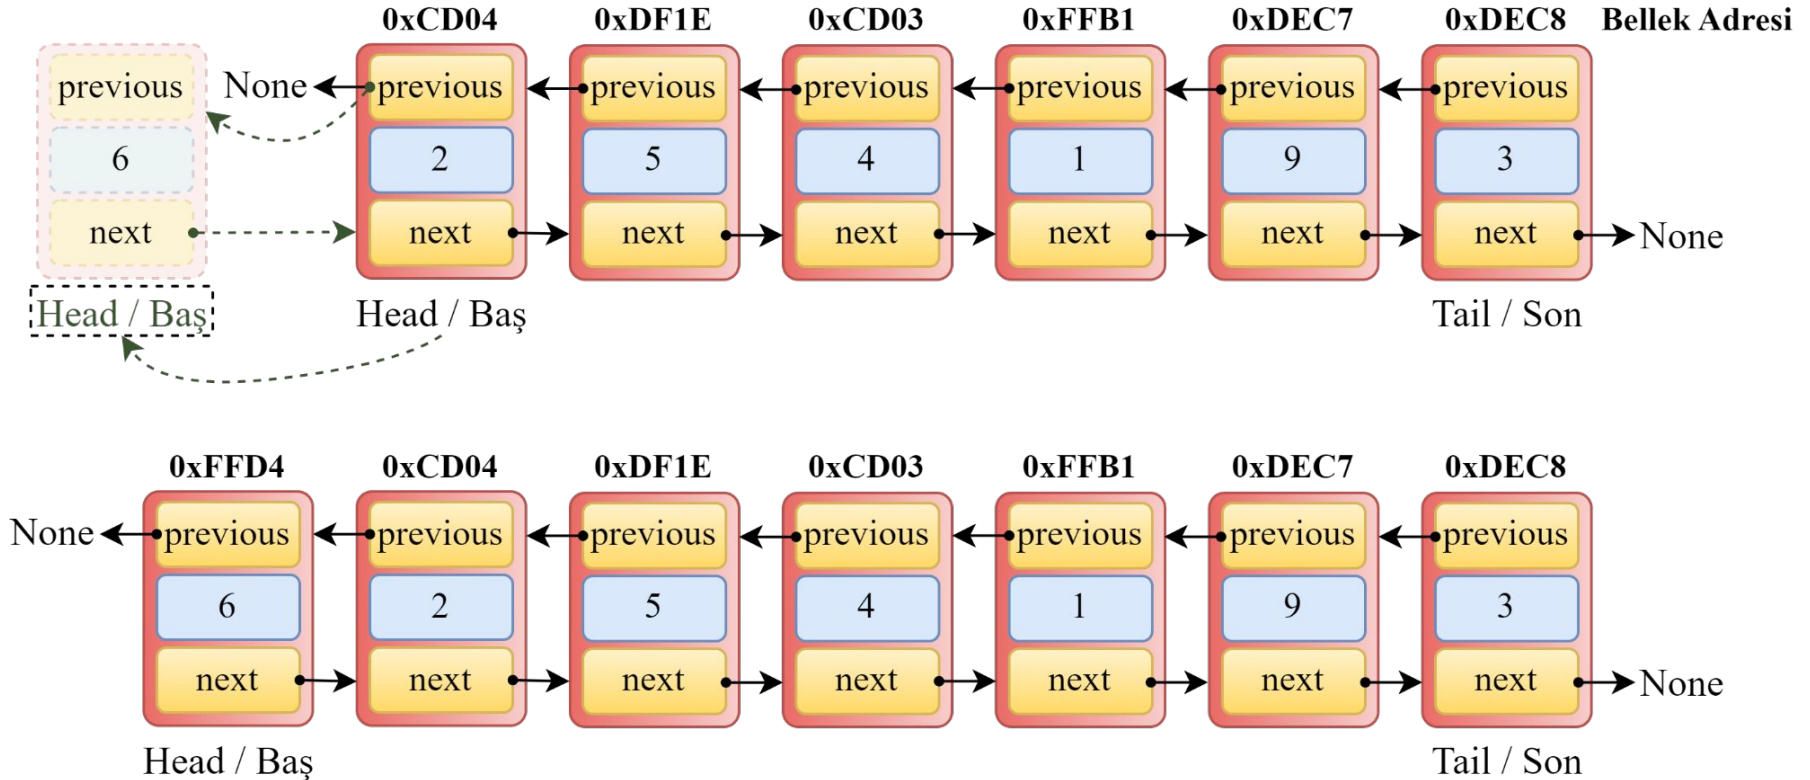 0xCD04 0xDF1E 0xCD03 0xFFB1 0xDEC7 0xDEC8 Bellek Adresi
previous None previous previous previous previous previous previous
6 2 5 4 1 9 3
next next next next next next next None
Head / Baş Head / Baş Tail / Son
0xFFD4 0xCD04 0xDF1E 0xCD03 0xFFB1 0xDEC7 0xDEC8
None previous previous previous previous previous previous previous
6 2 5 4 1 9 3
next next next next next next next None
Head / Baş Tail / Son